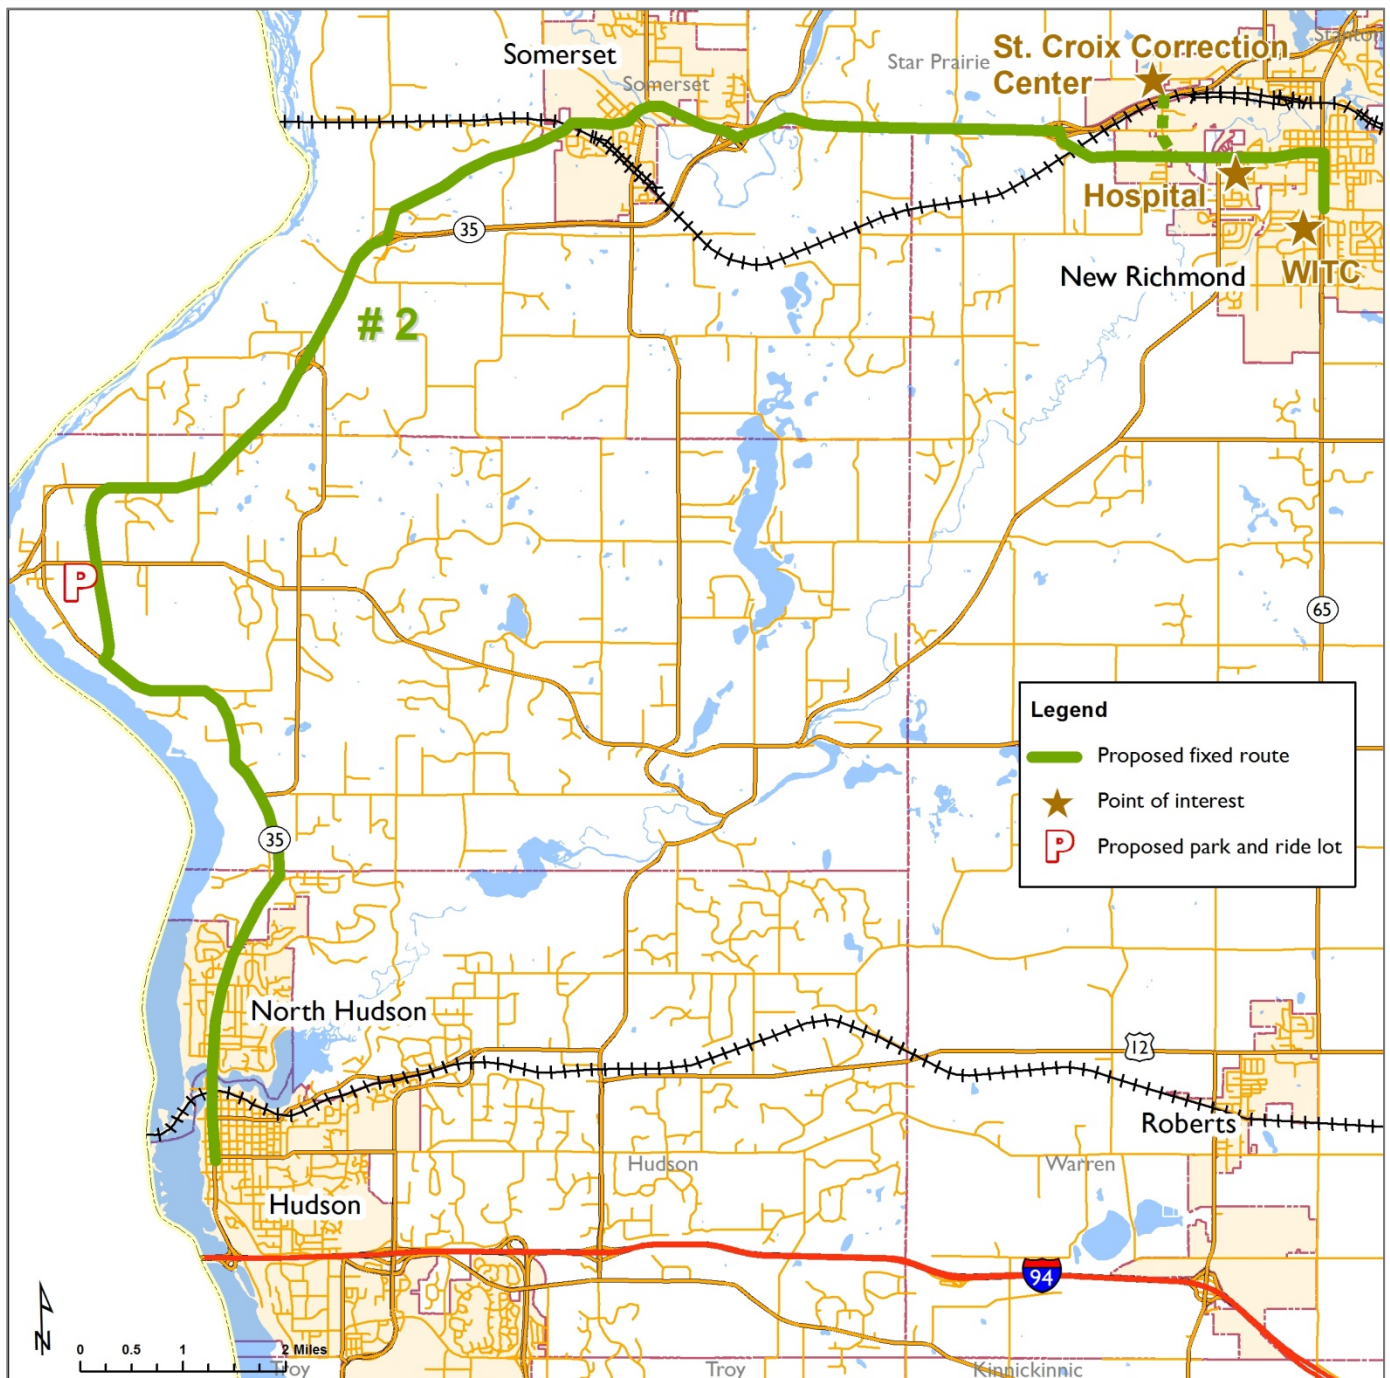 Somerset
Somerset
Star Prairie
St. Croix Correction
Center
Stanton
35
Hospital
New Richmond
WITC
# 2
P
65
Legend
Proposed fixed route
Point of interest
P Proposed park and ride lot
35
North Hudson
12
Roberts
Hudson
Warren
Hudson
94
N
0 0.5 1 2 Miles
Troy
Troy
Kinnickinnic